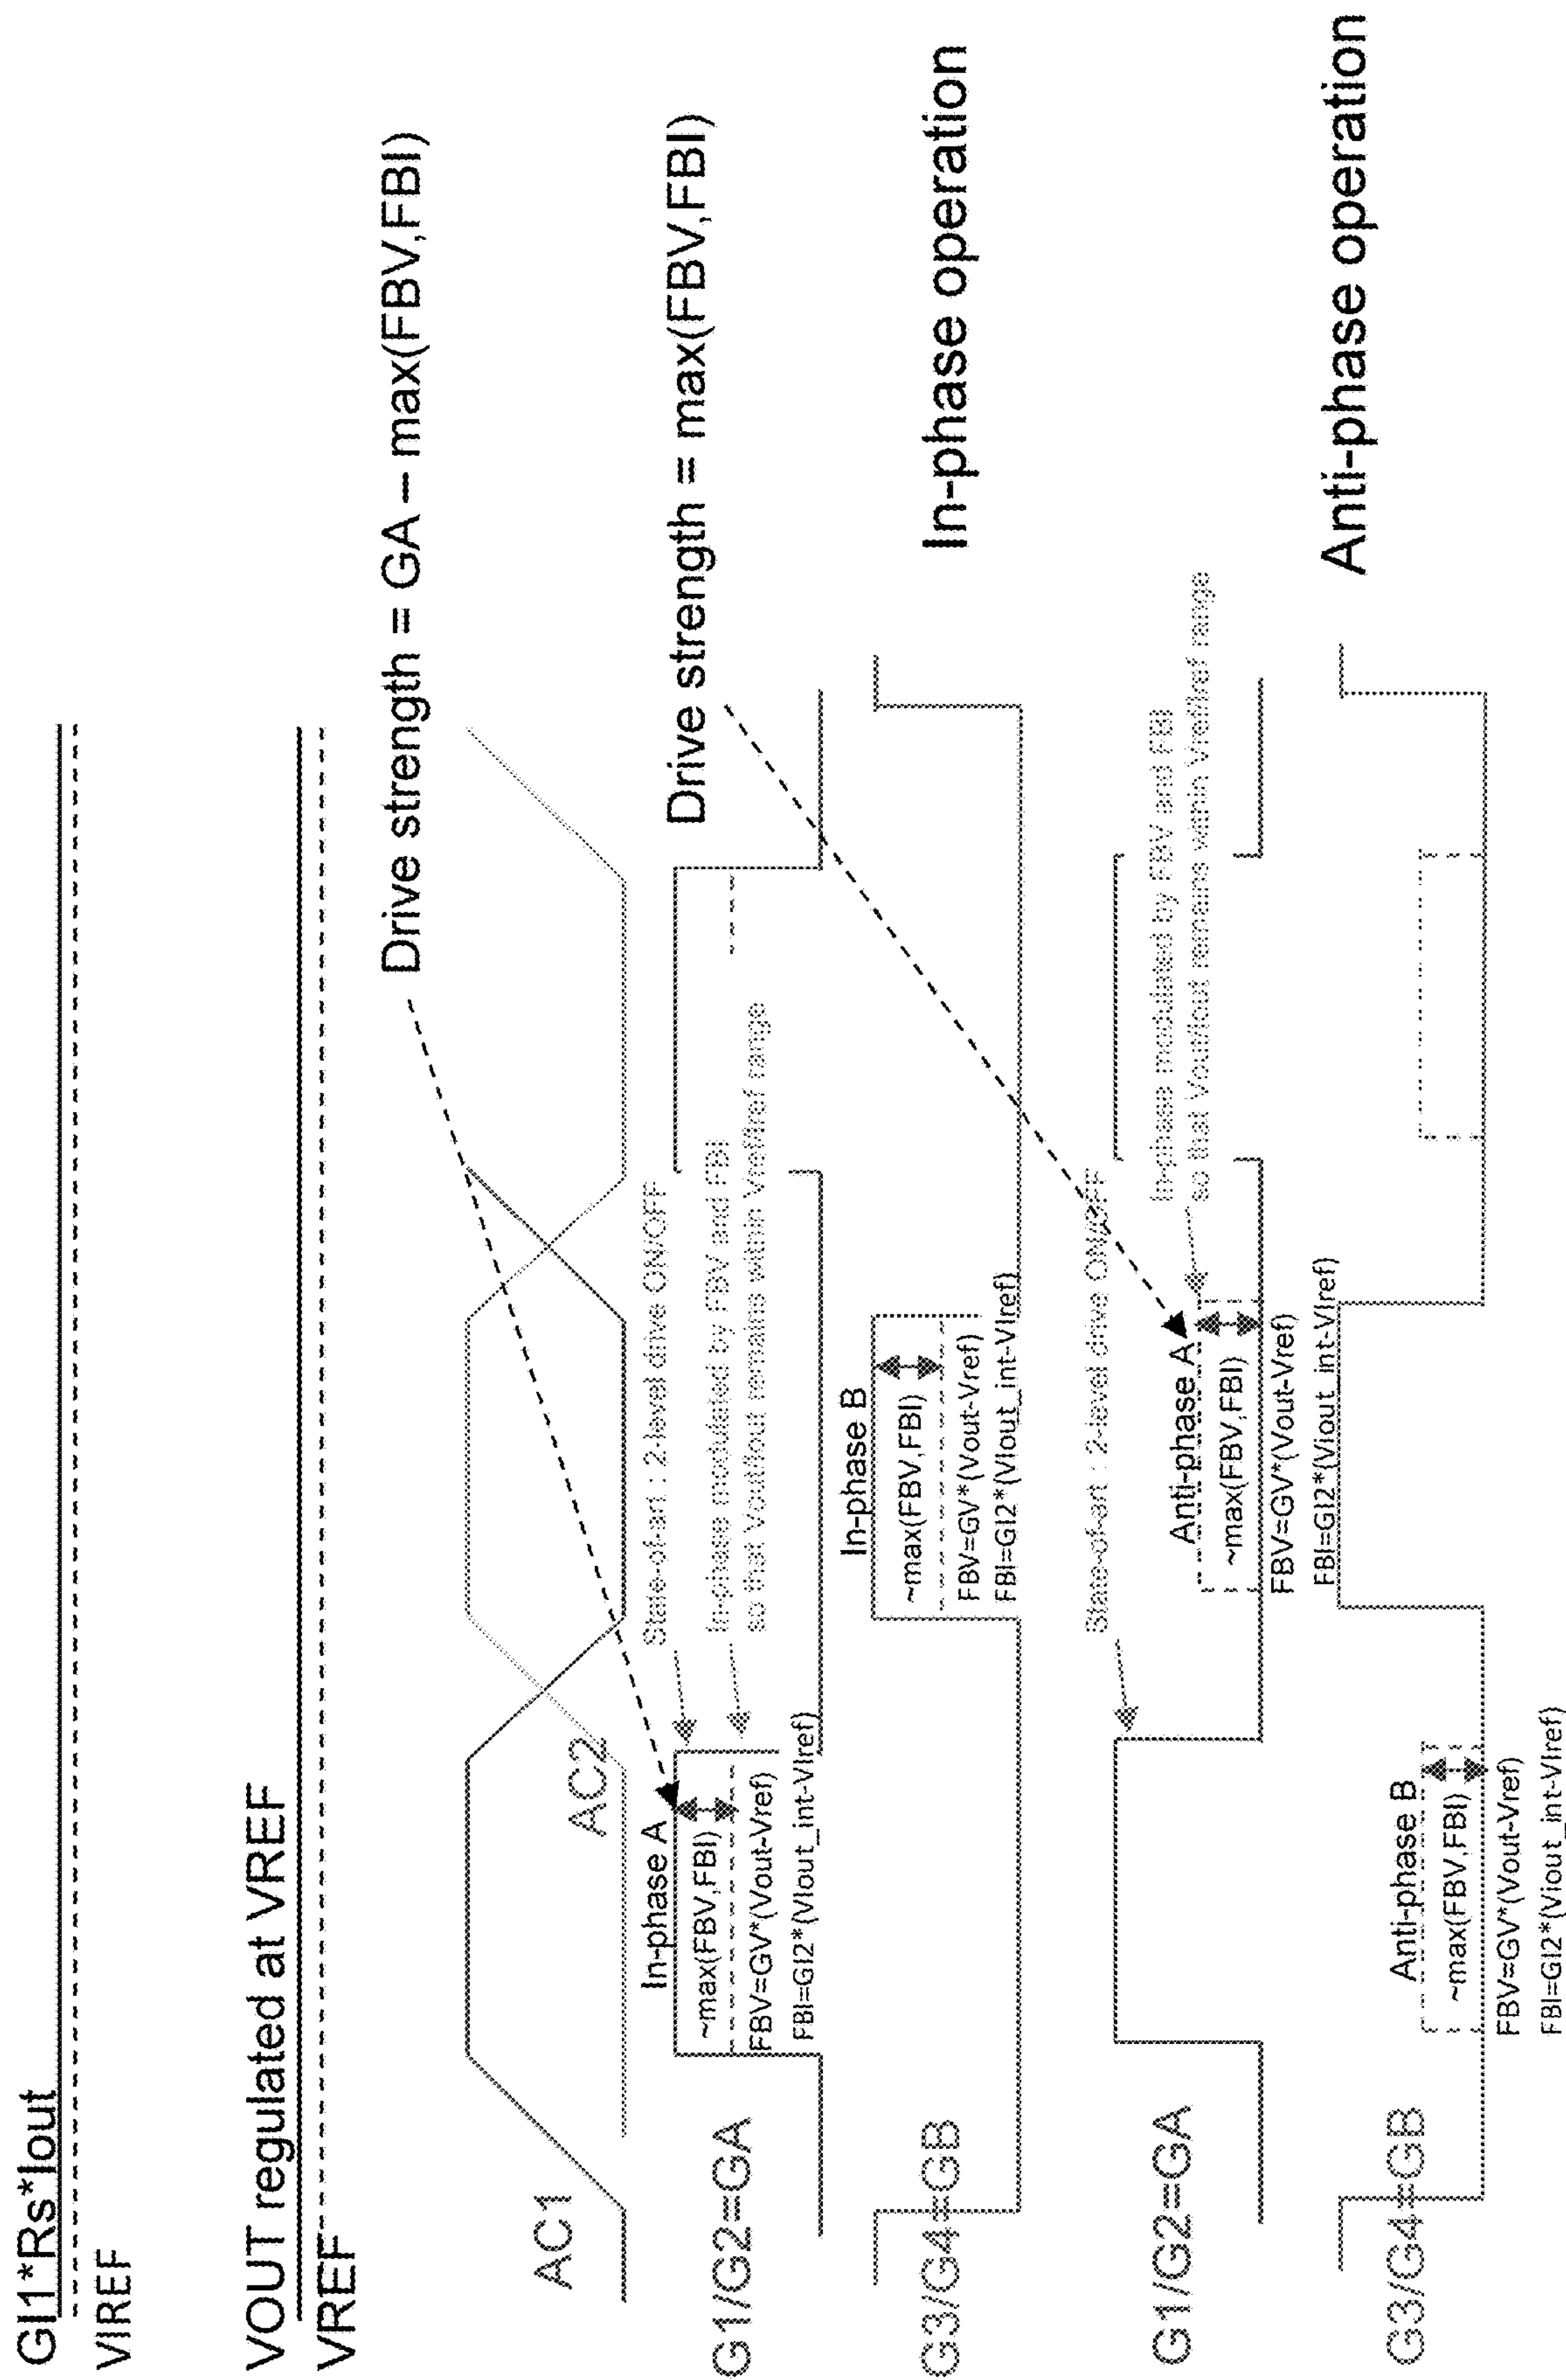 GI1*Rs*Iout
VIREF
VOUT regulated at VREF
VREF
Drive strength = GA – max(FBV,FBI)
Drive strength = max(FBV,FBI)
AC1
AC2
State-of-art : 2-level drive ON/OFF
In-phase modulated by FBV and FBI
so that Vout/Iout remains within Vref/Iref range
G1/G2=GA
In-phase A
~max(FBV,FBI)
FBV=GV*(Vout-Vref)
FBI=GI2*(VIout_int-VIref)
G3/G4=GB
In-phase B
~max(FBV,FBI)
FBV=GV*(Vout-Vref)
FBI=GI2*(VIout_int-VIref)
In-phase operation
State-of-art : 2-level drive ON/OFF
In-phase modulated by FBV and FBI
so that Vout/Iout remains within Vref/Iref range
G1/G2=GA
Anti-phase A
~max(FBV,FBI)
FBV=GV*(Vout-Vref)
FBI=GI2*(Viout_int-VIref)
G3/G4=GB
Anti-phase B
~max(FBV,FBI)
FBV=GV*(Vout-Vref)
FBI=GI2*(Viout_int-VIref)
Anti-phase operation